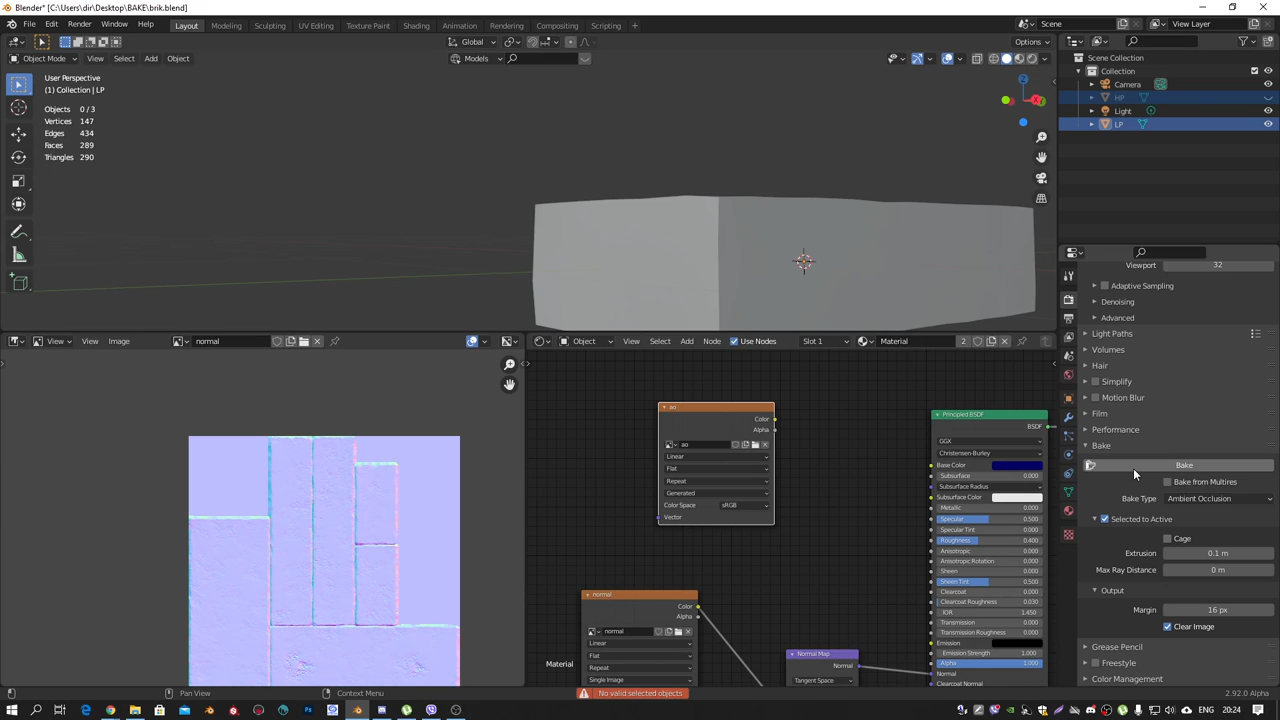 Blender* [C:\Users\dir\Desktop\BAKE\brik.blend]
File Edit Render Window Help
Layout Modeling Sculpting UV Editing Texture Paint Shading Animation Rendering Compositing Scripting +
Scene
View Layer
Global
Options
Object Mode View Select Add Object
Models
User Perspective
(1) Collection | LP
Objects 0 / 3
Vertices 147
Edges 434
Faces 289
Triangles 290
Z
X
Scene Collection
Collection
Camera
HP
Light
LP
View View Image normal
Object View Select Add Node Use Nodes Slot 1 Material 2
ao
Color
Alpha
ao
Linear
Flat
Repeat
Generated
Color Space sRGB
Vector
normal
Color
Alpha
normal
Linear
Flat
Repeat
Single Image
Material
Normal Map
Normal
Tangent Space
Principled BSDF
BSDF
GGX
Christensen-Burley
Base Color
Subsurface 0.000
Subsurface Radius
Subsurface Color
Metallic 0.000
Specular 0.500
Specular Tint 0.000
Roughness 0.400
Anisotropic 0.000
Anisotropic Rotation 0.000
Sheen 0.000
Sheen Tint 0.500
Clearcoat 0.000
Clearcoat Roughness 0.030
IOR 1.450
Transmission 0.000
Transmission Roughness 0.000
Emission
Emission Strength 1.000
Alpha 1.000
Normal
Clearcoat Normal
Viewport 32
Adaptive Sampling
Denoising
Advanced
Light Paths
Volumes
Hair
Simplify
Motion Blur
Film
Performance
Bake
Bake
Bake from Multires
Bake Type Ambient Occlusion
Selected to Active
Cage
Extrusion 0.1 m
Max Ray Distance 0 m
Output
Margin 16 px
Clear Image
Grease Pencil
Freestyle
Color Management
Pan View
Context Menu
No valid selected objects
2.92.0 Alpha
20:24